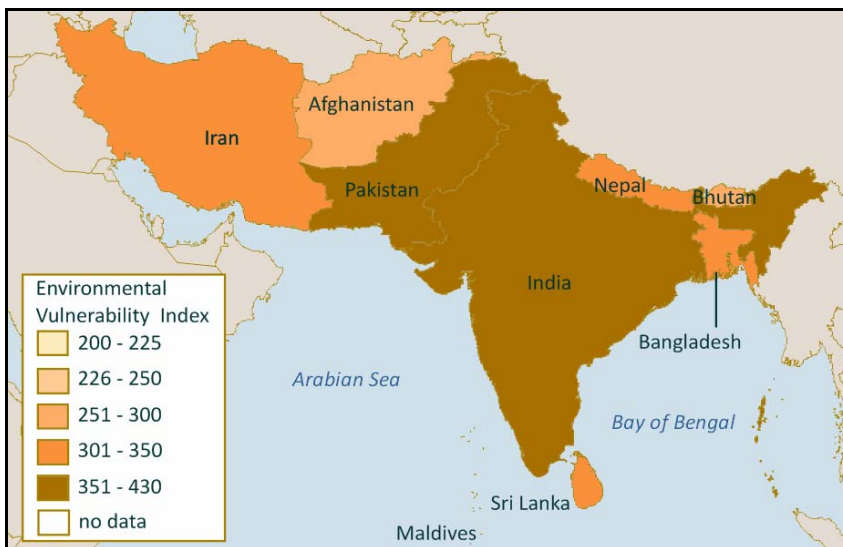 Afghanistan
Iran
Pakistan
Nepal
Bhutan
India
Bangladesh
Arabian Sea
Bay of Bengal
Sri Lanka
Maldives
Environmental
Vulnerability Index
200 - 225
226 - 250
251 - 300
301 - 350
351 - 430
no data